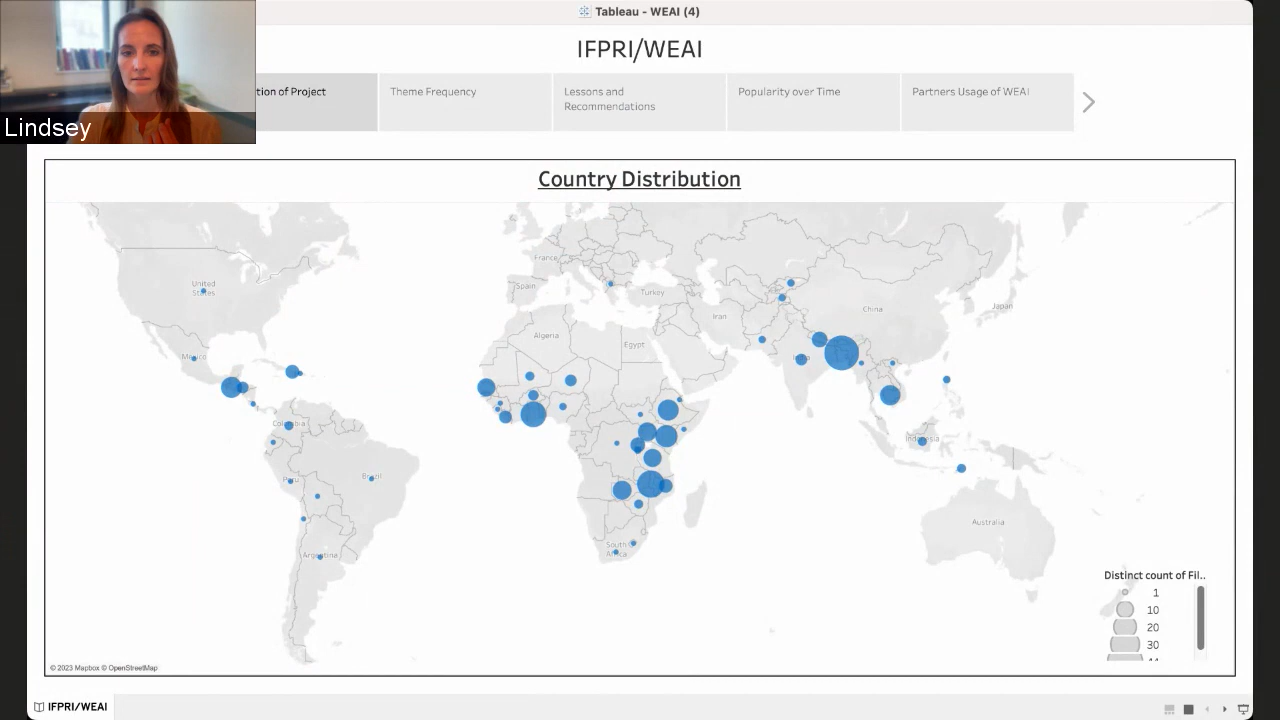 Tableau - WEAI (4)
IFPRI/WEAI
Lindsey
tion of Project
Theme Frequency
Lessons and
Recommendations
Popularity over Time
Partners Usage of WEAI
Country Distribution
United
States
Mexico
Colombia
Peru
Brazil
Argentina
France
Spain
Turkey
Algeria
Egypt
Iran
China
Japan
India
Indonesia
South
Africa
Australia
Distinct count of Fil..
1
10
20
30
44
© 2023 Mapbox © OpenStreetMap
IFPRI/WEAI